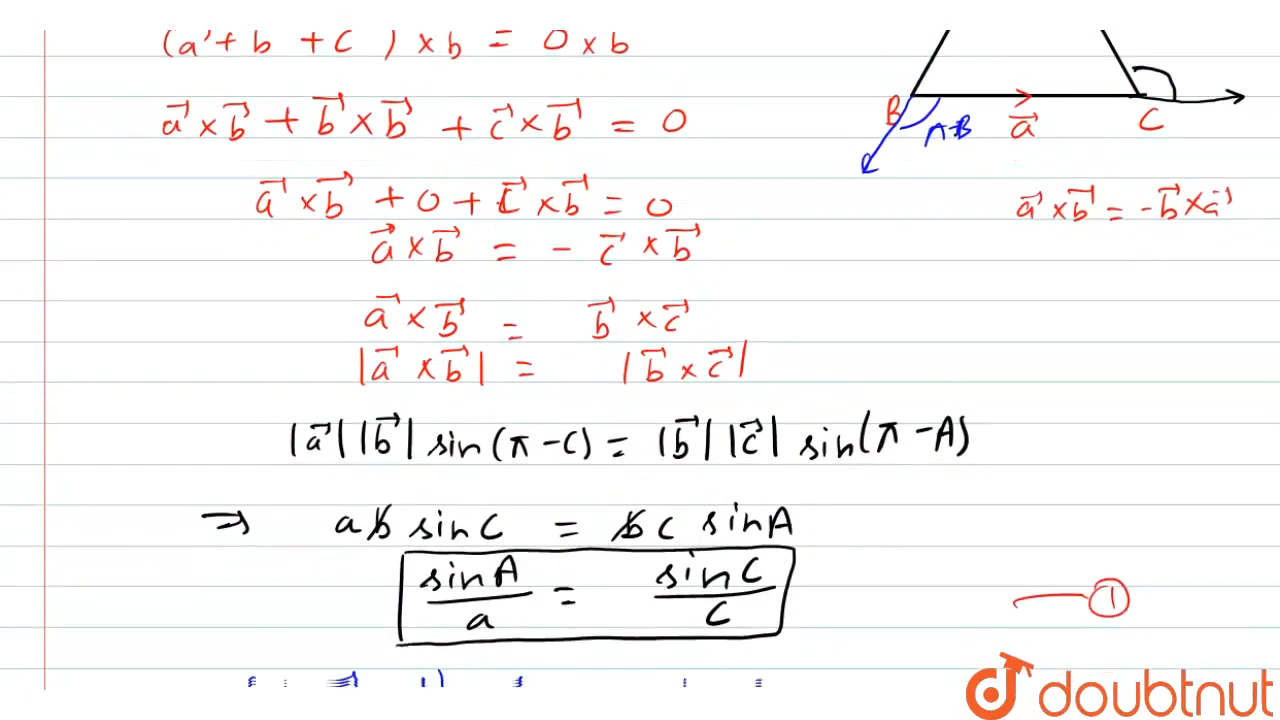 (a⃗ + b + c ) × b = 0 × b
a⃗ × b⃗ + b⃗ × b⃗ + c⃗ × b⃗ = 0
B
C
a⃗
a⃗ × b⃗ + 0 + c⃗ × b⃗ = 0
a⃗ × b⃗ = - b⃗ × a⃗
a⃗ × b⃗ = - c⃗ × b⃗
a⃗ × b⃗ = b⃗ × c⃗
|a⃗ × b⃗| = |b⃗ × c⃗|
|a⃗||b⃗| sin(π - C) = |b⃗||c⃗| sin(π - A)
⇒ ab sinC = bc sinA
sinA/a = sinC/c
1
doubtnut